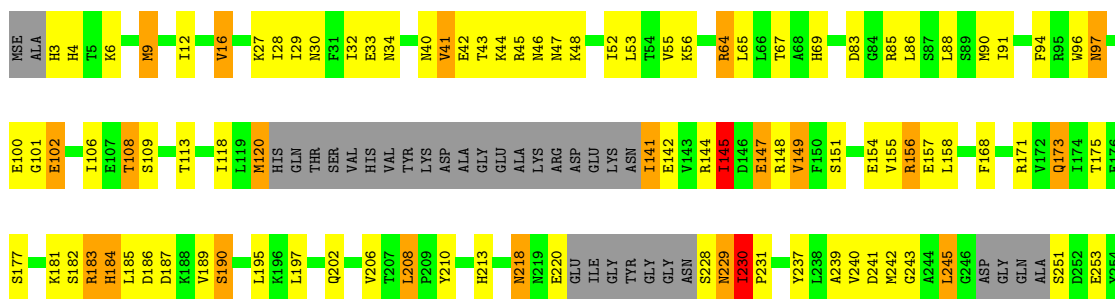 MSE ALA H3 H4 T5 K6 M9 I12 V16 K27 I28 I29 N30 F31 I32 E33 N34 N40 V41 E42 T43 K44 R45 N46 N47 K48 I52 L53 T54 V55 K56 R64 L65 L66 T67 A68 H69 D83 G84 R85 L86 S87 L88 S89 M90 I91 F94 R95 W96 N97
E100 G101 E102 I106 E107 T108 S109 T113 I118 L119 M120 HIS GLN THR SER VAL HIS VAL TYR LYS ASP ALA GLY GLU ALA LYS ARG ASP GLU LYS ASN I141 E142 V143 R144 I145 D146 E147 R148 V149 F150 S151 E154 V155 R156 E157 L158 F168 R171 V172 Q173 I174 T175
S177 K181 S182 R183 H184 L185 D186 D187 K188 V189 S190 L195 K196 L197 Q202 V206 T207 L208 P209 Y210 H213 N218 N219 E220 GLU ILE GLY TYR GLY GLY ASN S228 N229 I230 P231 Y237 L238 A239 V240 D241 M242 G243 A244 L245 G246 ASP GLY GLN ALA S251 D252 E253